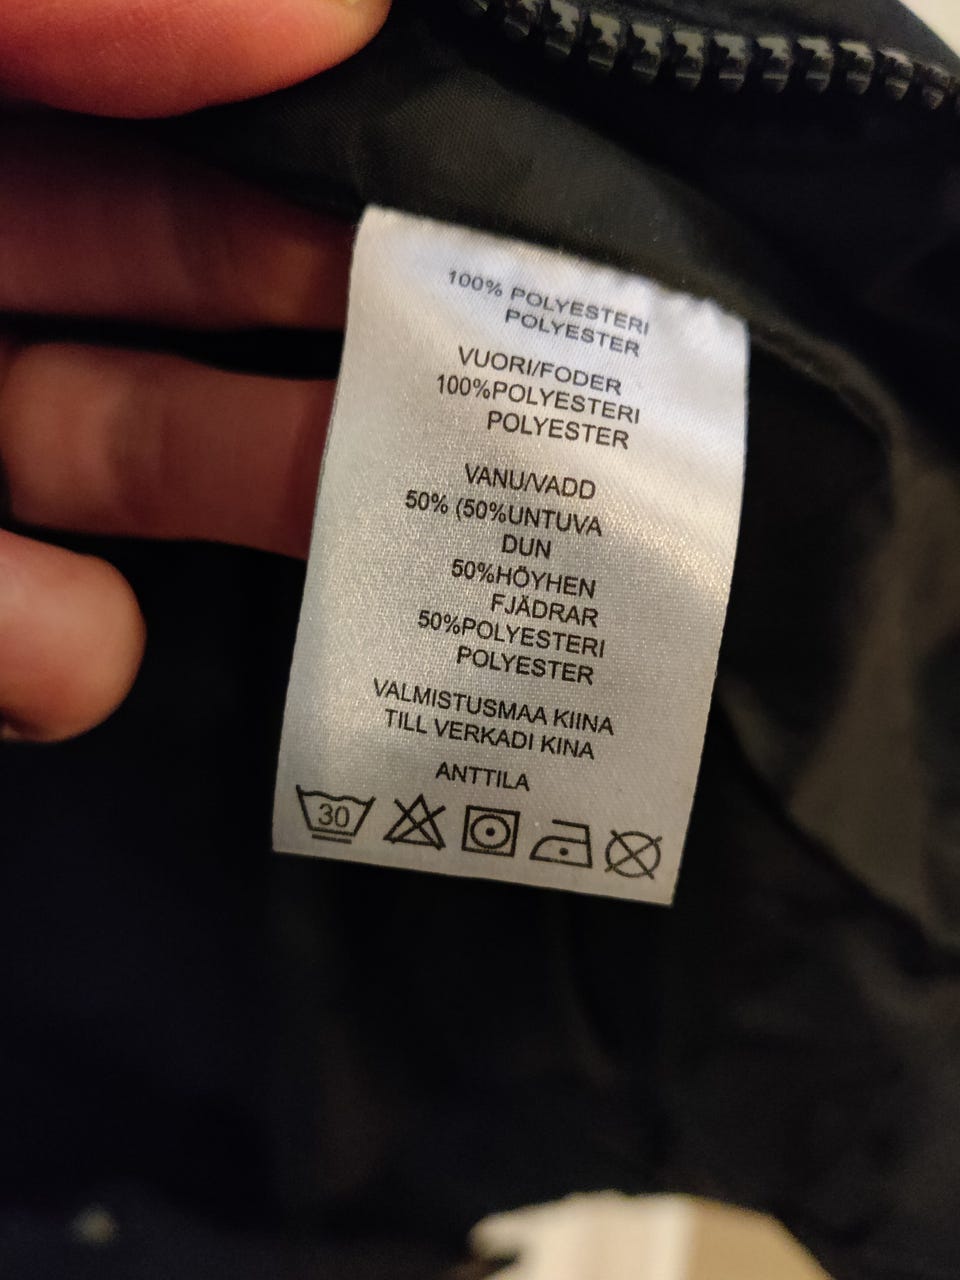 100% POLYESTERI
POLYESTER
VUORI/FODER
100%POLYESTERI
POLYESTER
VANU/VADD
50% (50%UNTUVA
DUN
50%HÖYHEN
FJÄDRAR
50%POLYESTERI
POLYESTER
VALMISTUSMAA KIINA
TILL VERKADI KINA
ANTTILA
30